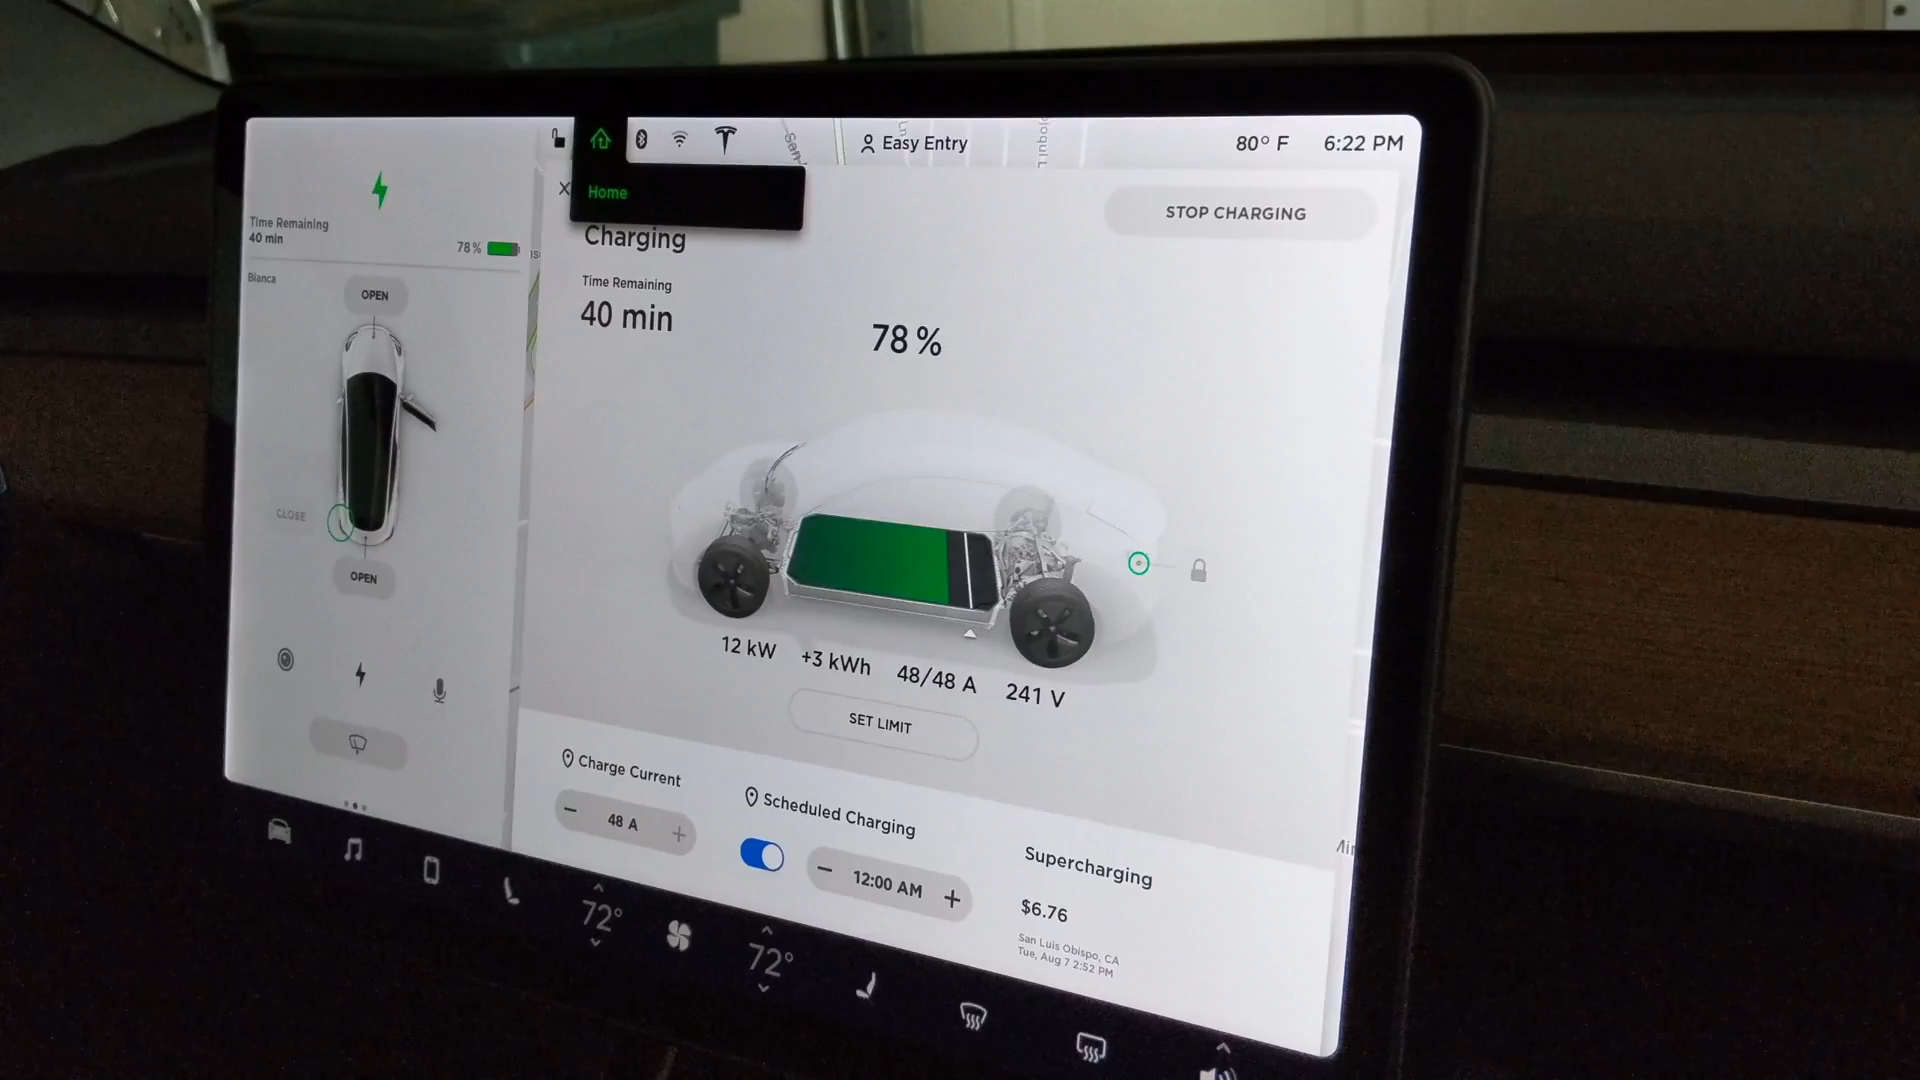 Easy Entry
80° F
6:22 PM
Home
STOP CHARGING
Time Remaining
40 min
78%
Bianca
OPEN
CLOSE
OPEN
Charging
Time Remaining
40 min
78 %
12 kW +3 kWh 48/48 A 241 V
SET LIMIT
Charge Current
- 48 A +
Scheduled Charging
- 12:00 AM +
Supercharging
$6.76
San Luis Obispo, CA
Tue, Aug 7 2:52 PM
72°
72°